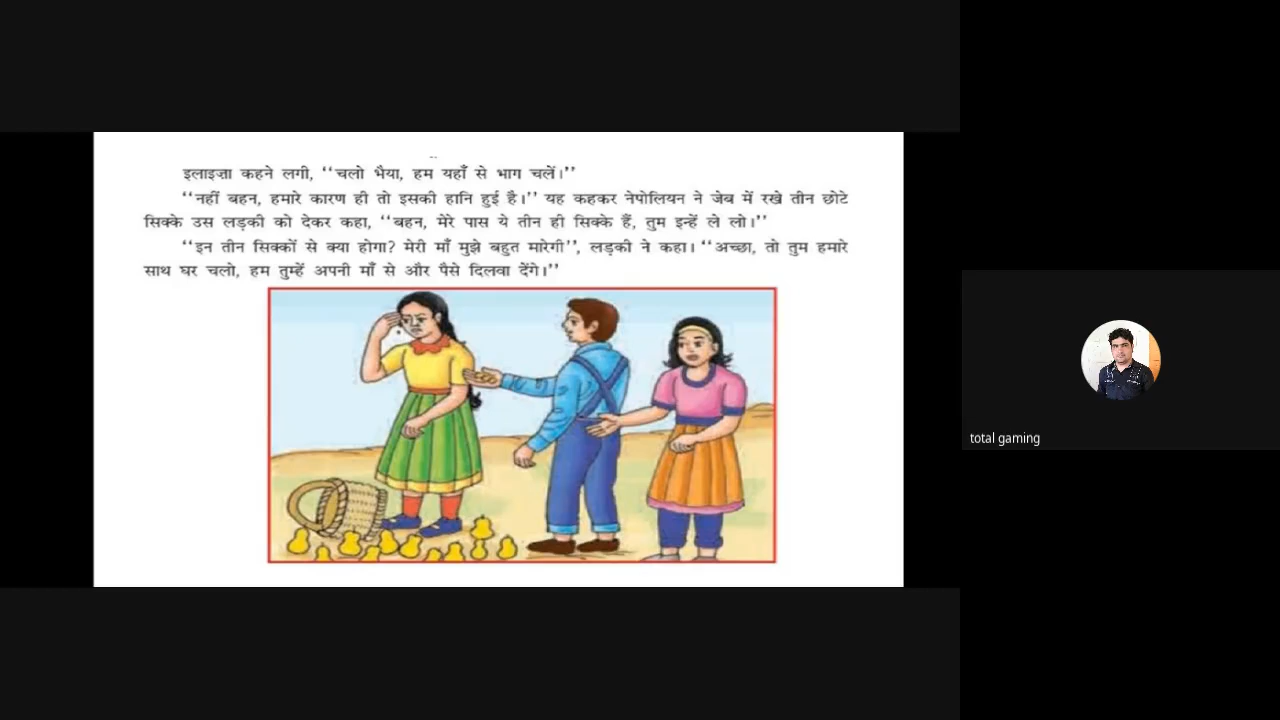 इलाइज़ा कहने लगी, ‘‘चलो भैया, हम यहाँ से भाग चलें।’’
‘‘नहीं बहन, हमारे कारण ही तो इसकी हानि हुई है।’’ यह कहकर नेपोलियन ने जेब में रखे तीन छोटे
सिक्के उस लड़की को देकर कहा, ‘‘बहन, मेरे पास ये तीन ही सिक्के हैं, तुम इन्हें ले लो।’’
‘‘इन तीन सिक्कों से क्या होगा? मेरी माँ मुझे बहुत मारेगी’’, लड़की ने कहा। ‘‘अच्छा, तो तुम हमारे
साथ घर चलो, हम तुम्हें अपनी माँ से और पैसे दिलवा देंगे।’’
total gaming